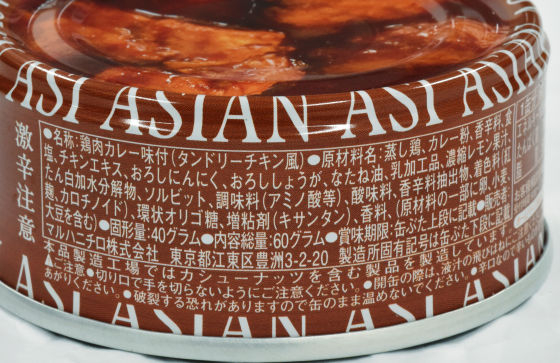 ASI ASIAN ASI ASIAN
激辛注意
●名称:鶏肉カレー味付(タンドリーチキン風)●原材料名:蒸し鶏、カレー粉、香辛料、食
塩、チキンエキス、おろしにんにく、おろししょうが、なたね油、乳加工品、濃縮レモン果汁、
たん白加水分解物、ソルビット、調味料(アミノ酸等)、酸味料、香辛料抽出物、着色料(紅
麹、カロチノイド)、環状オリゴ糖、増粘剤(キサンタン)、香料、(原材料の一部に卵、小麦、
大豆を含む)●固形量:40グラム●内容総量:60グラム●賞味期限:缶ぶた上段に記載●販売者:
マルハニチロ株式会社 東京都江東区豊洲3-2-20 製造所固有記号は缶ぶた下段に記載
本品製造工場ではカシューナッツを含む製品を製造しています。
▲ご注意●切り口で手を切らないようにご注意ください。●開缶の際は、液汁の飛びはねに
あがりください。●破裂する恐れがありますので缶のまま温めないでください。●辛口なので
ASIAN ASI ASIAN